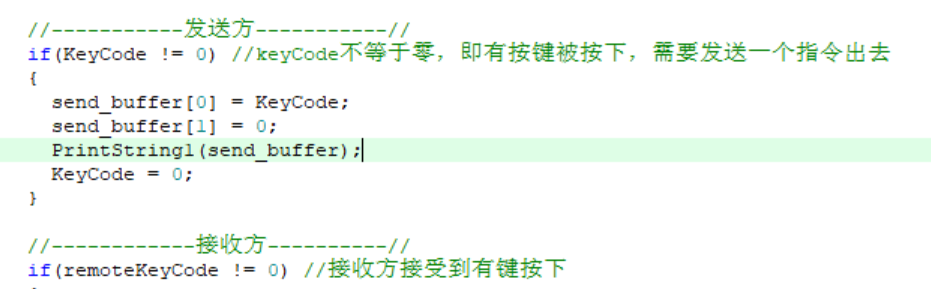 //-----------发送方-----------//
if(KeyCode != 0) //keyCode不等于零，即有按键被按下，需要发送一个指令出去
{
send_buffer[0] = KeyCode;
send_buffer[1] = 0;
PrintString1(send_buffer);
KeyCode = 0;
}
//------------接收方----------//
if(remoteKeyCode != 0) //接收方接受到有键按下